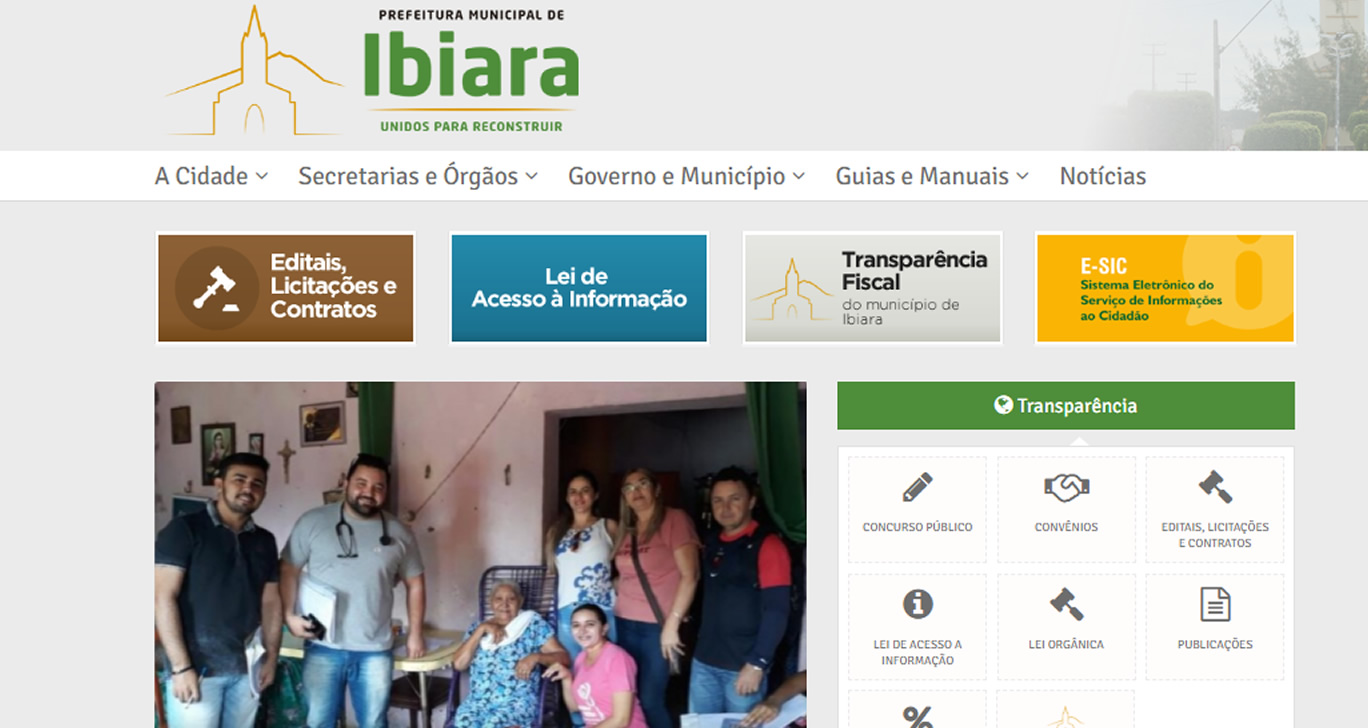 PREFEITURA MUNICIPAL DE
Ibiara
UNIDOS PARA RECONSTRUIR
A Cidade Secretarias e Órgãos Governo e Município Guias e Manuais Notícias
Editais,
Licitações e
Contratos
Lei de
Acesso à Informação
Transparência
Fiscal
do município de
Ibiara
E-SIC
Sistema Eletrônico do
Serviço de Informações
ao Cidadão
Transparência
CONCURSO PÚBLICO
CONVÊNIOS
EDITAIS, LICITAÇÕES
E CONTRATOS
LEI DE ACESSO A
INFORMAÇÃO
LEI ORGÂNICA
PUBLICAÇÕES
%